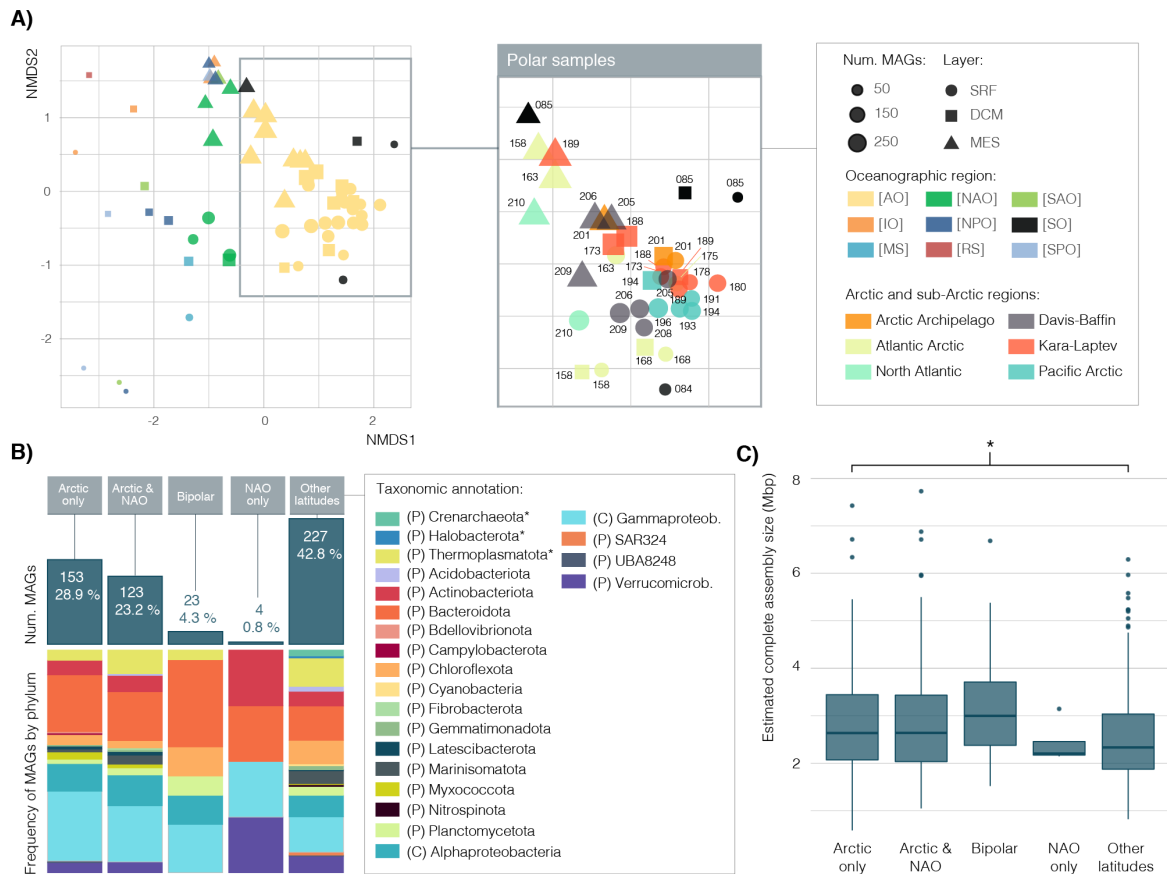 A)
NMDS2
1
0
-1
-2
-2
0
2
NMDS1
Polar samples
085
158
189
163
210
206
205
188
201
173
163
209
085
085
201
201
189
188
175
173
178
194
180
205
189
191
206
194
196
193
209
208
210
168
168
158
158
084
Num. MAGs:
Layer:
50
SRF
150
DCM
250
MES
Oceanographic region:
[AO]
[NAO]
[SAO]
[IO]
[NPO]
[SO]
[MS]
[RS]
[SPO]
Arctic and sub-Arctic regions:
Arctic Archipelago
Davis-Baffin
Atlantic Arctic
Kara-Laptev
North Atlantic
Pacific Arctic
B)
Arctic only
Arctic & NAO
Bipolar
NAO only
Other latitudes
Num. MAGs
153
28.9 %
123
23.2 %
23
4.3 %
4
0.8 %
227
42.8 %
Frequency of MAGs by phylum
Taxonomic annotation:
(P) Crenarchaeota*
(P) Halobacterota*
(P) Thermoplasmatota*
(P) Acidobacteriota
(P) Actinobacteriota
(P) Bacteroidota
(P) Bdellovibrionota
(P) Campylobacterota
(P) Chloroflexota
(P) Cyanobacteria
(P) Fibrobacterota
(P) Gemmatimonadota
(P) Latescibacterota
(P) Marinisomatota
(P) Myxococcota
(P) Nitrospinota
(P) Planctomycetota
(C) Alphaproteobacteria
(C) Gammaproteob.
(P) SAR324
(P) UBA8248
(P) Verrucomicrob.
C)
*
Estimated complete assembly size (Mbp)
8
6
4
2
Arctic only
Arctic & NAO
Bipolar
NAO only
Other latitudes